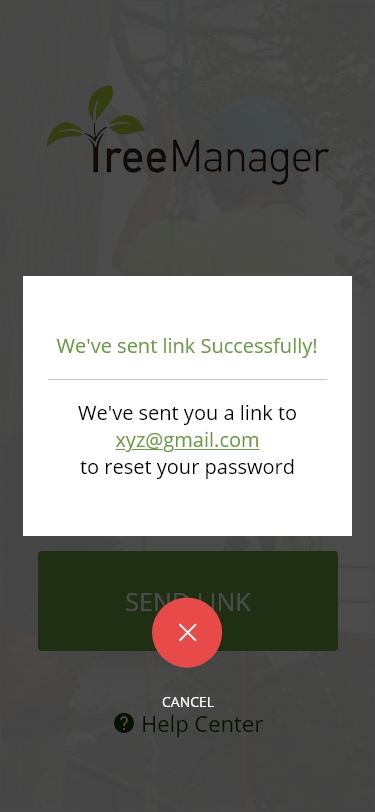 TreeManager
We've sent link Successfully!
We've sent you a link to
xyz@gmail.com
to reset your password
SEND LINK
CANCEL
Help Center